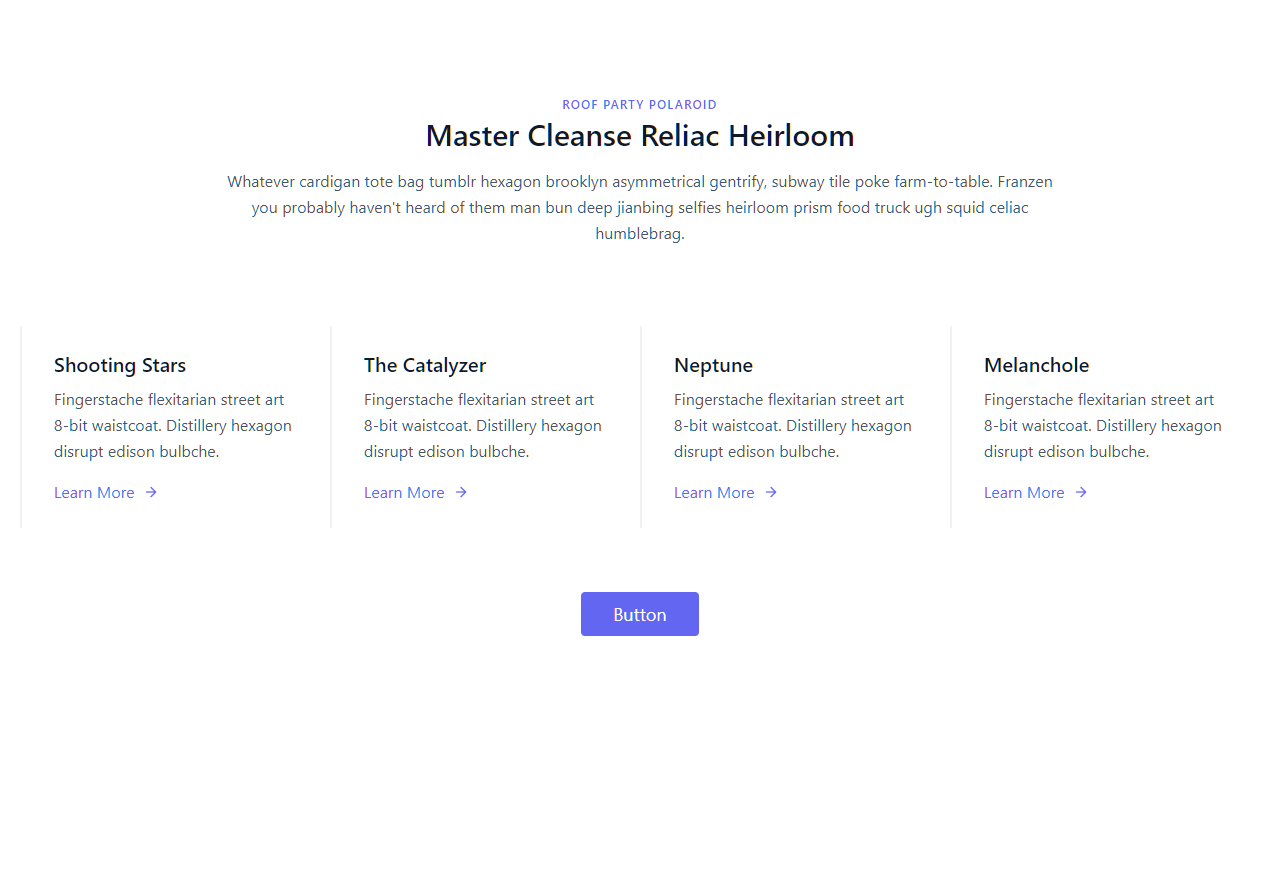 ROOF PARTY POLAROID
Master Cleanse Reliac Heirloom
Whatever cardigan tote bag tumblr hexagon brooklyn asymmetrical gentrify, subway tile poke farm-to-table. Franzen
you probably haven't heard of them man bun deep jianbing selfies heirloom prism food truck ugh squid celiac
humblebrag.
Shooting Stars
Fingerstache flexitarian street art
8-bit waistcoat. Distillery hexagon
disrupt edison bulbche.
Learn More
The Catalyzer
Fingerstache flexitarian street art
8-bit waistcoat. Distillery hexagon
disrupt edison bulbche.
Learn More
Neptune
Fingerstache flexitarian street art
8-bit waistcoat. Distillery hexagon
disrupt edison bulbche.
Learn More
Melanchole
Fingerstache flexitarian street art
8-bit waistcoat. Distillery hexagon
disrupt edison bulbche.
Learn More
Button